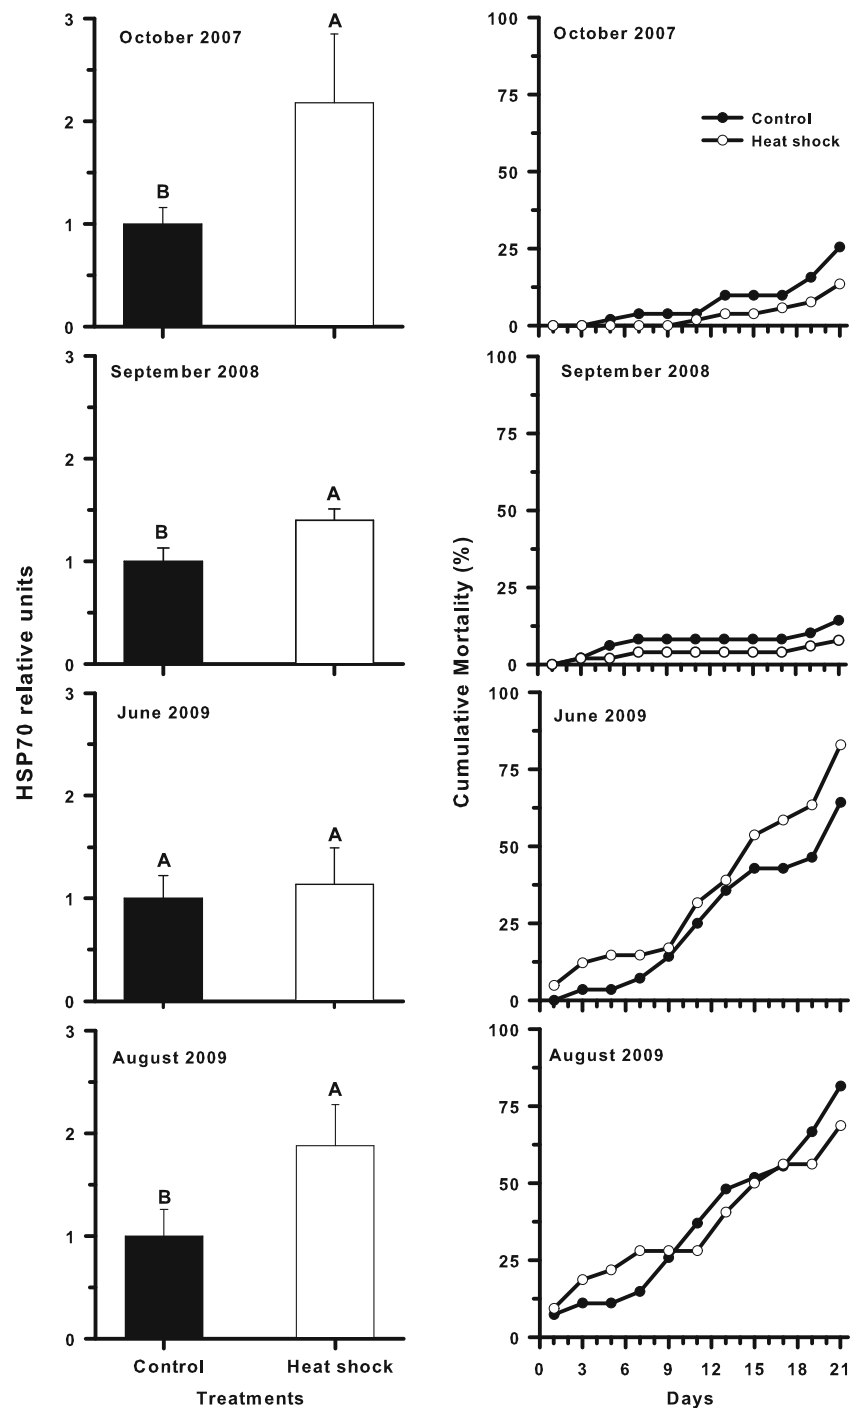 HSP70 relative units
October 2007
3
2
1
0
B
A
September 2008
3
2
1
0
B
A
June 2009
3
2
1
0
A
A
August 2009
3
2
1
0
B
A
Control
Heat shock
Treatments
Cumulative Mortality (%)
October 2007
100
75
50
25
0
Control
Heat shock
September 2008
100
75
50
25
0
June 2009
100
75
50
25
0
August 2009
100
75
50
25
0
0 3 6 9 12 15 18 21
Days